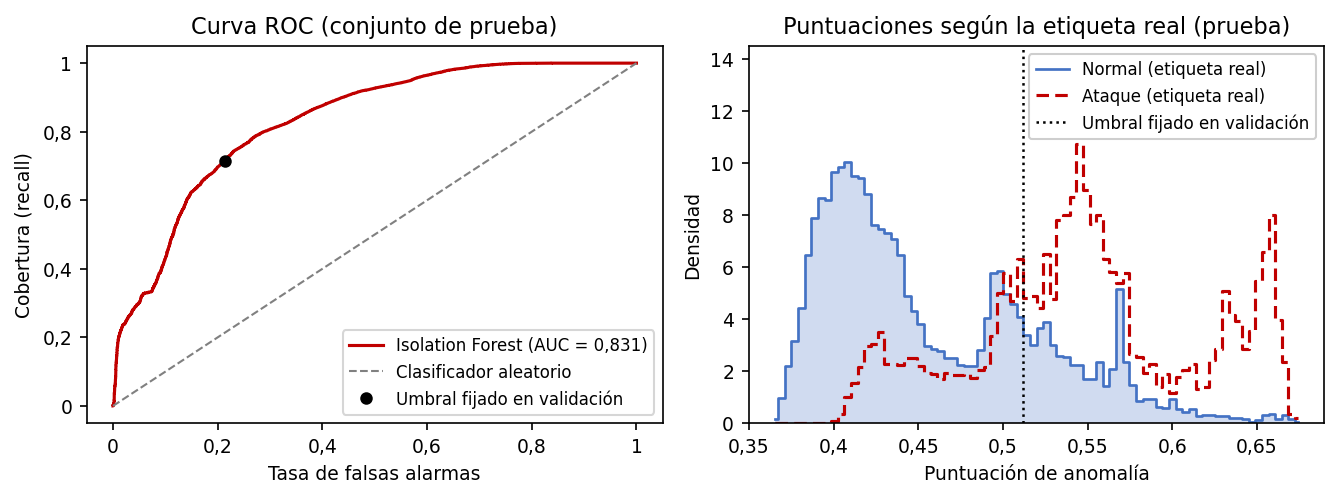 Curva ROC (conjunto de prueba)
Cobertura (recall)
1
0,8
0,6
0,4
0,2
0
0
0,2
0,4
0,6
0,8
1
Tasa de falsas alarmas
Isolation Forest (AUC = 0,831)
Clasificador aleatorio
Umbral fijado en validación
Puntuaciones según la etiqueta real (prueba)
Densidad
14
12
10
8
6
4
2
0
0,35
0,4
0,45
0,5
0,55
0,6
0,65
Puntuación de anomalía
Normal (etiqueta real)
Ataque (etiqueta real)
Umbral fijado en validación